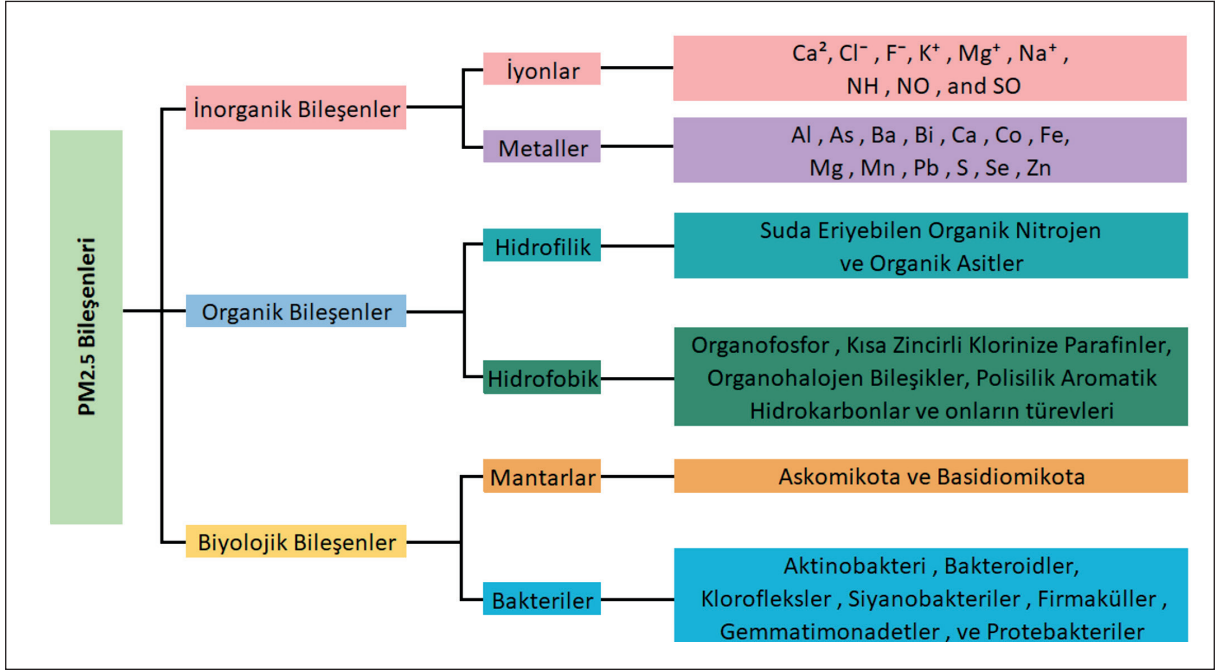 PM2.5 Bileşenleri
İnorganik Bileşenler
İyonlar
Ca², Cl⁻ , F⁻, K⁺ , Mg⁺ , Na⁺ ,
NH , NO , and SO
Metaller
Al , As , Ba , Bi , Ca , Co , Fe,
Mg , Mn , Pb , S , Se , Zn
Organik Bileşenler
Hidrofilik
Suda Eriyebilen Organik Nitrojen
ve Organik Asitler
Hidrofobik
Organofosfor , Kısa Zincirli Klorinize Parafinler,
Organohalojen Bileşikler, Polisilik Aromatik
Hidrokarbonlar ve onların türevleri
Biyolojik Bileşenler
Mantarlar
Askomikota ve Basidiomikota
Bakteriler
Aktinobakteri , Bakteroidler,
Klorofleksler , Siyanobakteriler , Firmaküller ,
Gemmatimonadetler , ve Protebakteriler